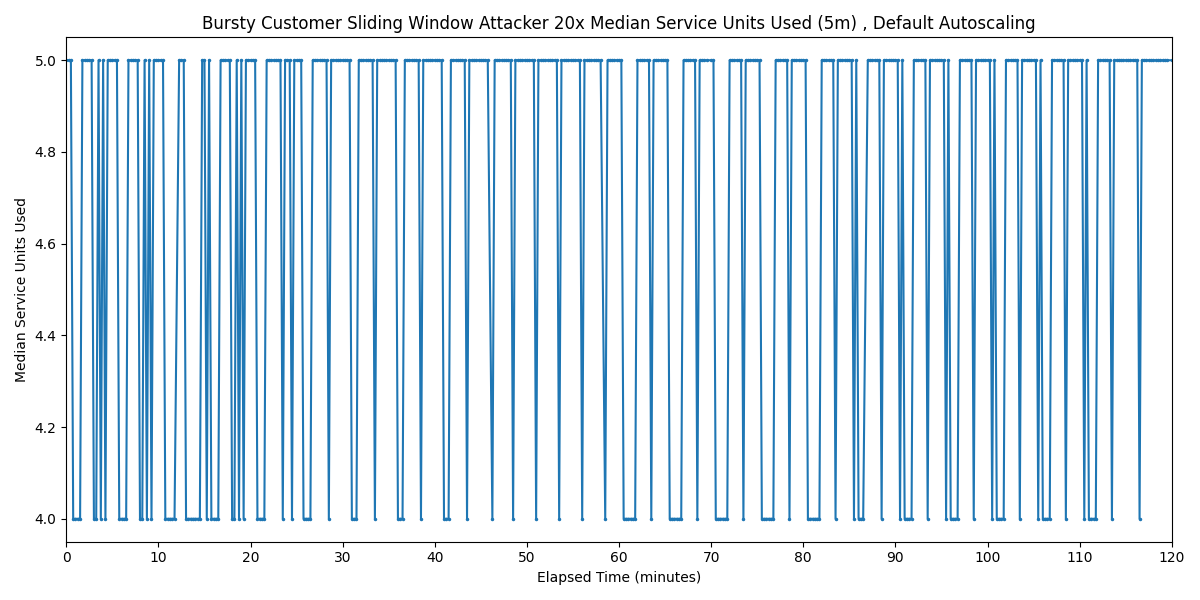 Bursty Customer Sliding Window Attacker 20x Median Service Units Used (5m) , Default Autoscaling
Median Service Units Used
5.0
4.8
4.6
4.4
4.2
4.0
0 10 20 30 40 50 60 70 80 90 100 110 120
Elapsed Time (minutes)